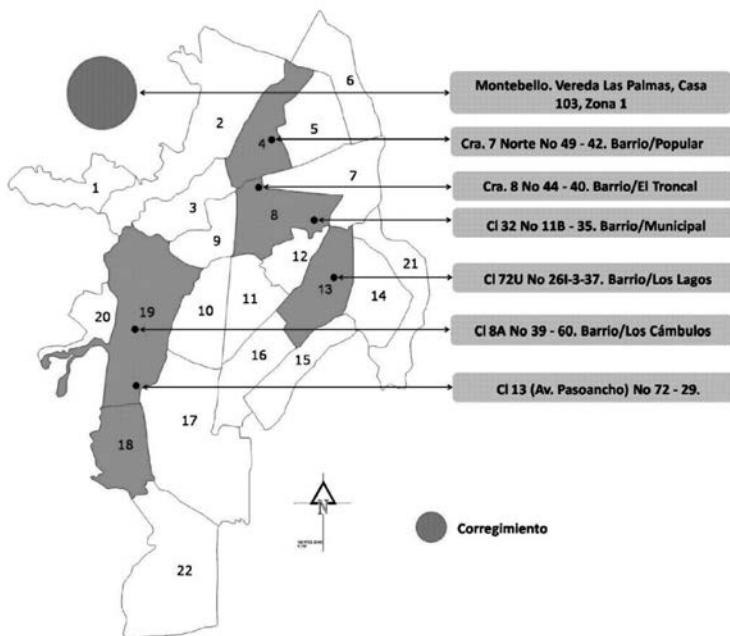 Montebello. Vereda Las Palmas, Casa
103, Zona 1
Cra. 7 Norte No 49 - 42. Barrio/Popular
Cra. 8 No 44 - 40. Barrio/El Troncal
Cl 32 No 11B - 35. Barrio/Municipal
Cl 72U No 26I-3-37. Barrio/Los Lagos
Cl 8A No 39 - 60. Barrio/Los Cámbulos
Cl 13 (Av. Pasoancho) No 72 - 29.
6
2
5
4
7
1
3
8
9
12
21
13
14
19
10
11
20
16
15
17
18
22
N
Corregimiento